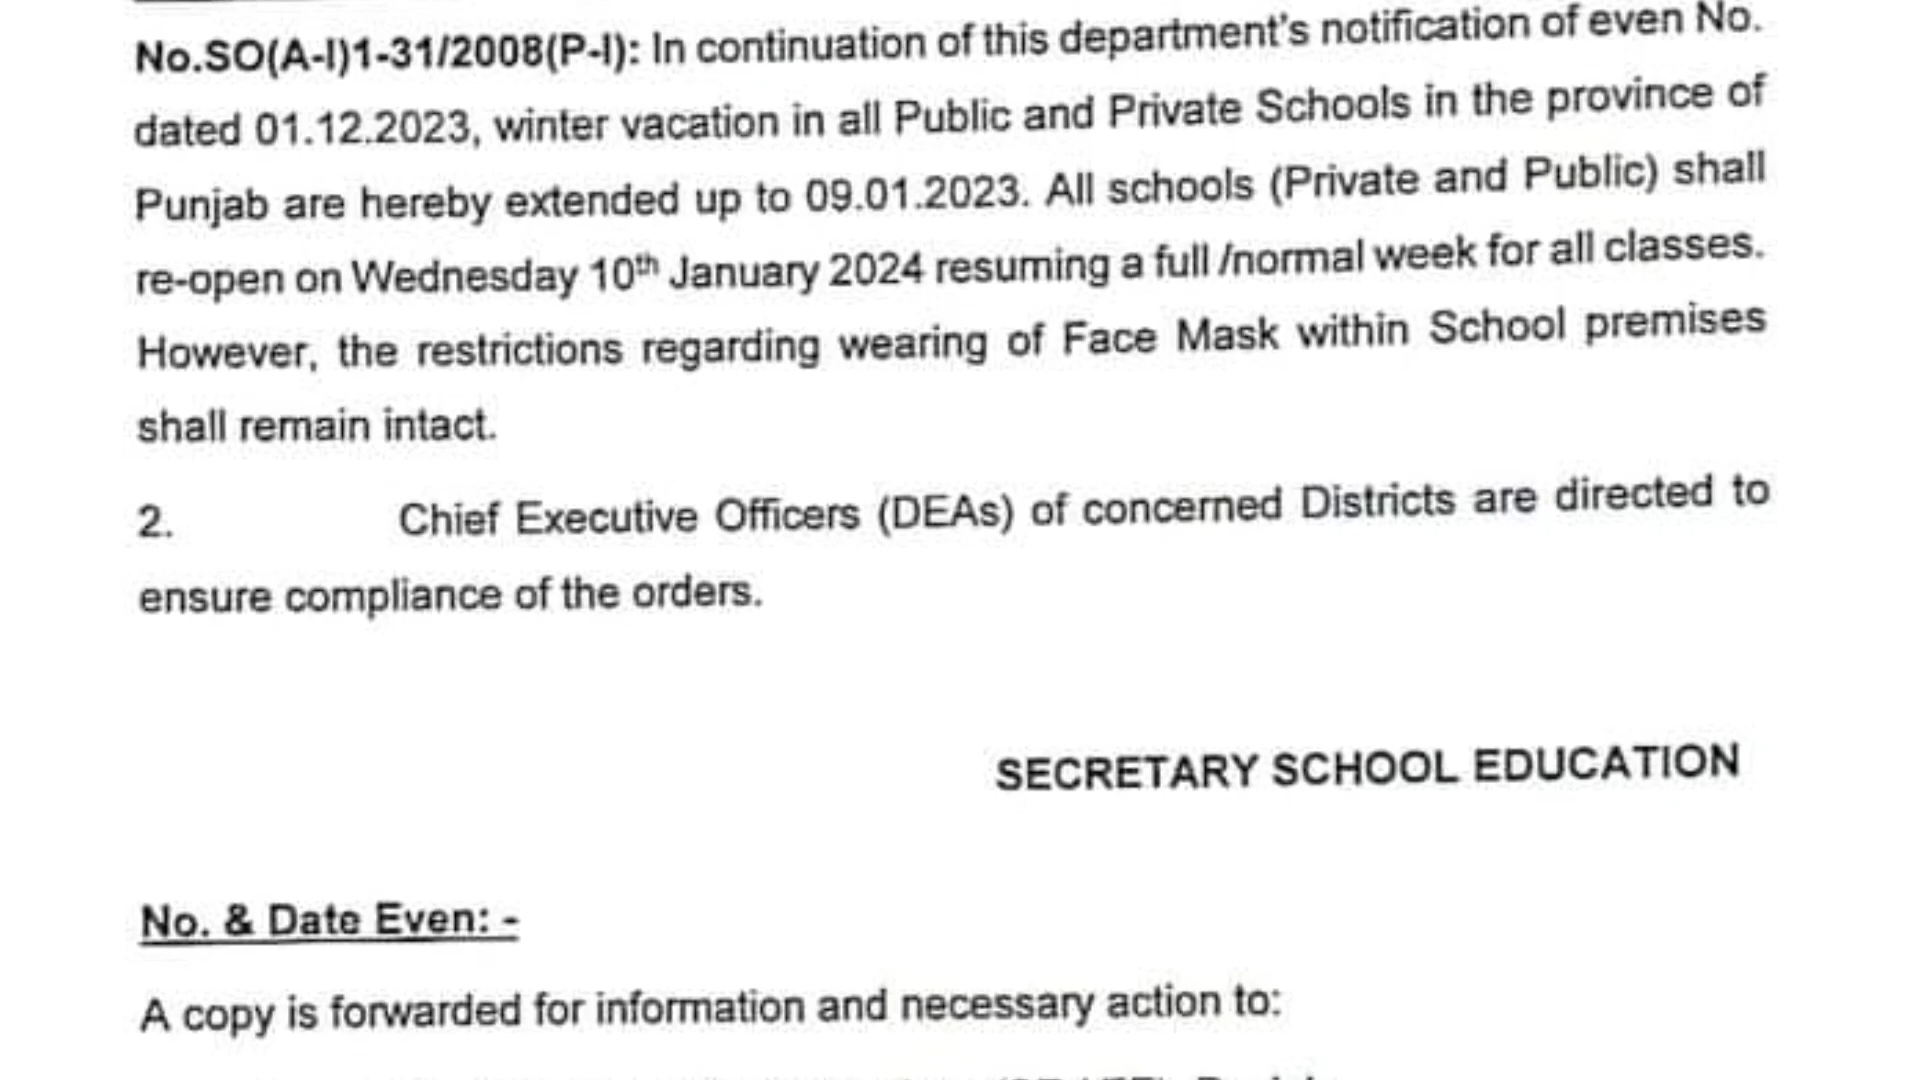 No.SO(A-I)1-31/2008(P-I): In continuation of this department's notification of even No.
dated 01.12.2023, winter vacation in all Public and Private Schools in the province of
Punjab are hereby extended up to 09.01.2023. All schools (Private and Public) shall
re-open on Wednesday 10th January 2024 resuming a full /normal week for all classes.
However, the restrictions regarding wearing of Face Mask within School premises
shall remain intact.
2. Chief Executive Officers (DEAs) of concerned Districts are directed to
ensure compliance of the orders.
SECRETARY SCHOOL EDUCATION
No. & Date Even: -
A copy is forwarded for information and necessary action to: